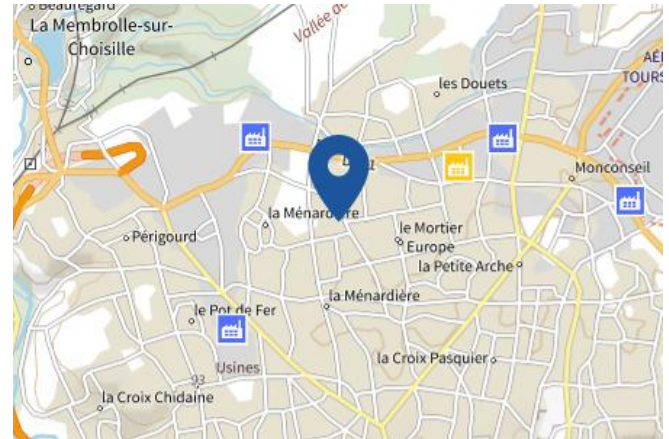 Beauregard
La Membrolle-sur-
Choisille
Vallée de
les Douets
AÉ
TOURS
Monconseil
la Ménardière
le Mortier
Europe
Périgourd
la Petite Arche
la Ménardière
le Pot de Fer
la Croix Pasquier
Usines
93
la Croix Chidaine